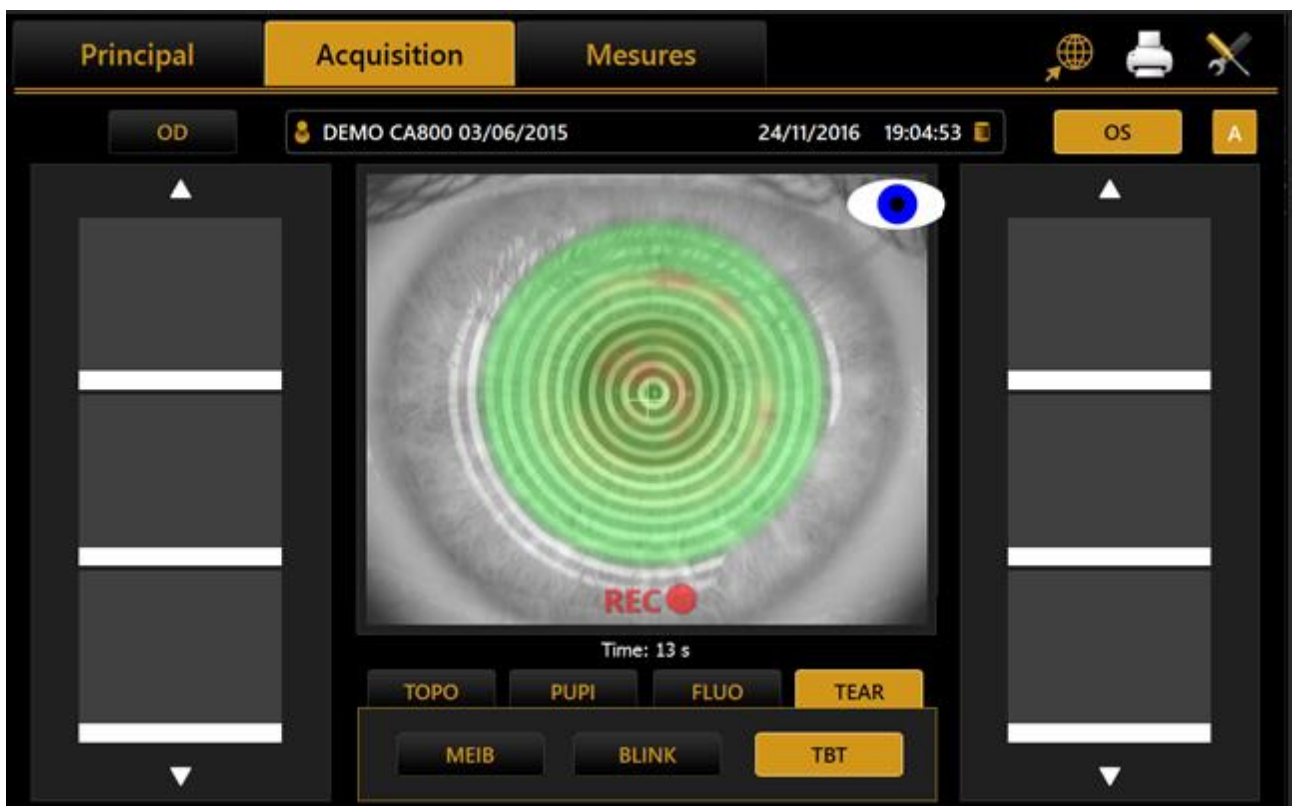 Principal Acquisition Mesures
OD DEMO CA800 03/06/2015 24/11/2016 19:04:53 OS A
REC
Time: 13 s
TOPO PUPI FLUO TEAR
MEIB BLINK TBT